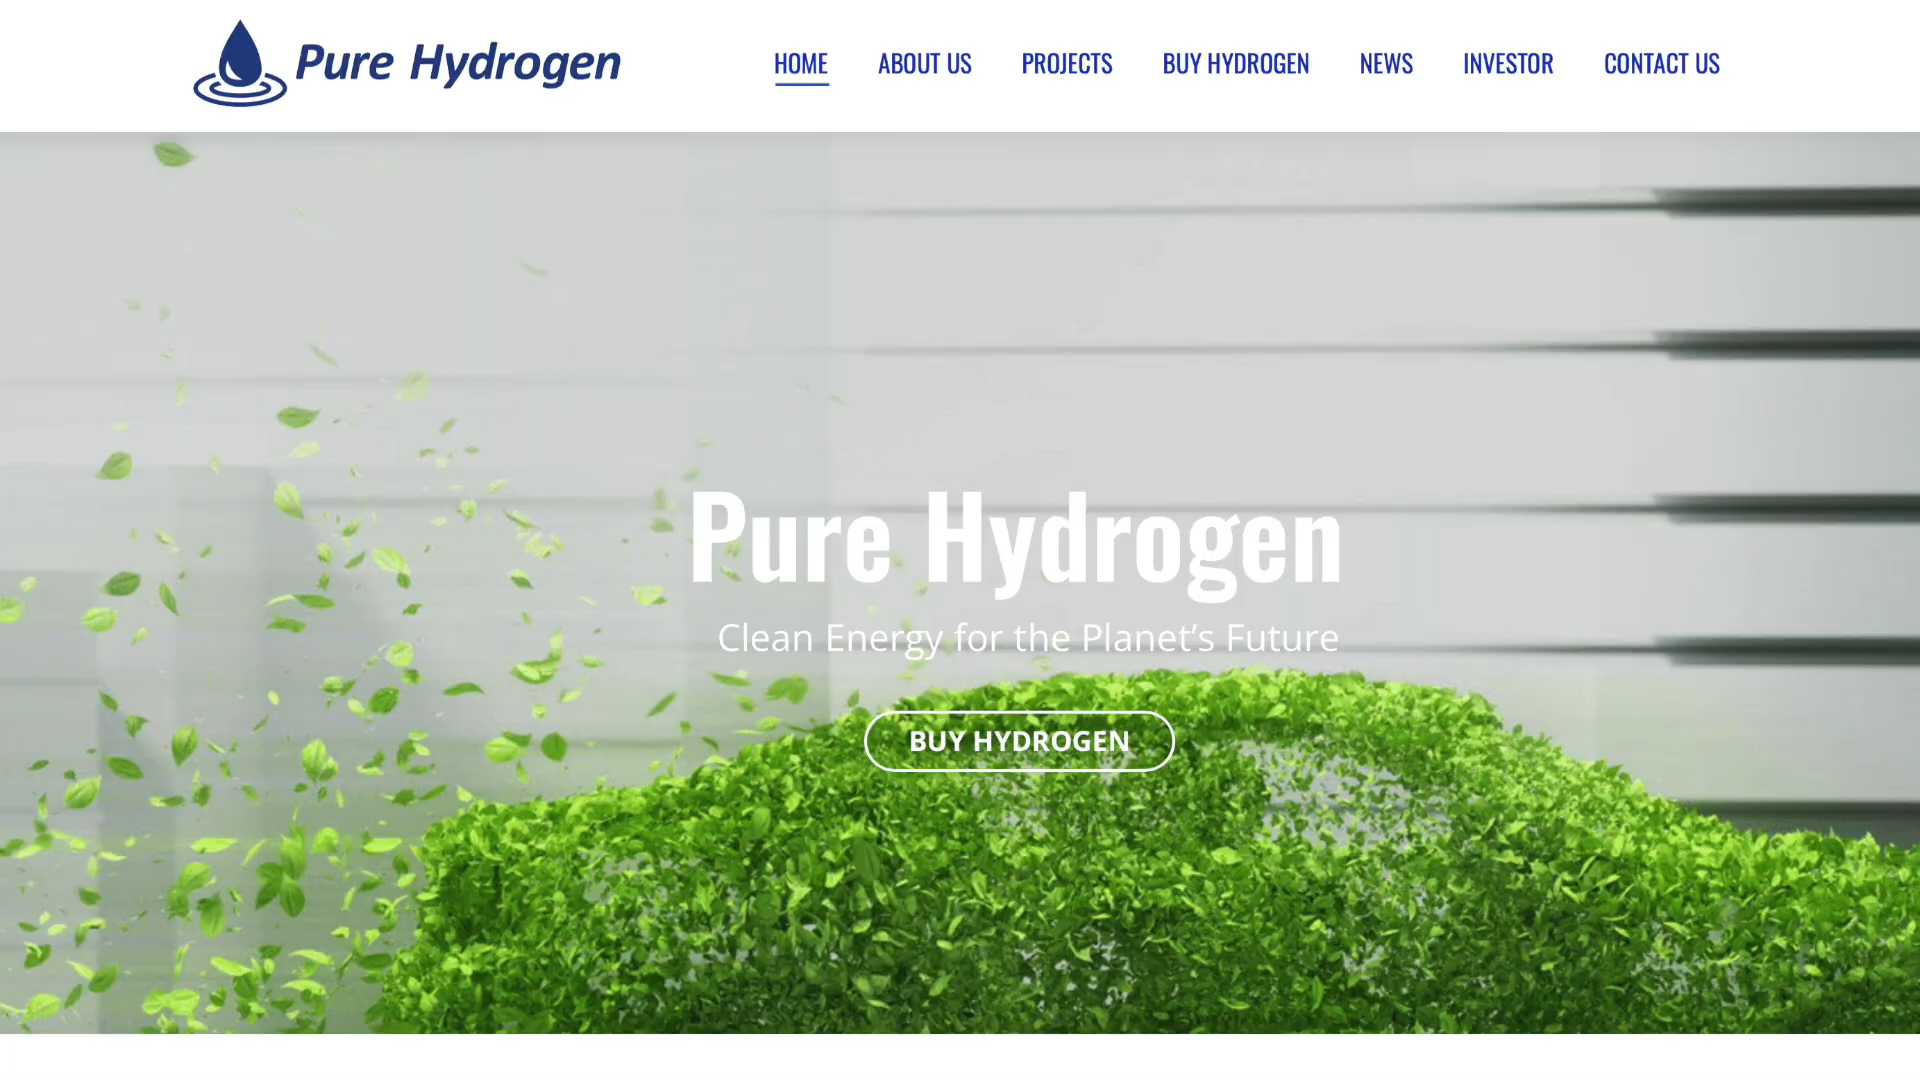 Pure Hydrogen
HOME ABOUT US PROJECTS BUY HYDROGEN NEWS INVESTOR CONTACT US
Pure Hydrogen
Clean Energy for the Planet’s Future
BUY HYDROGEN